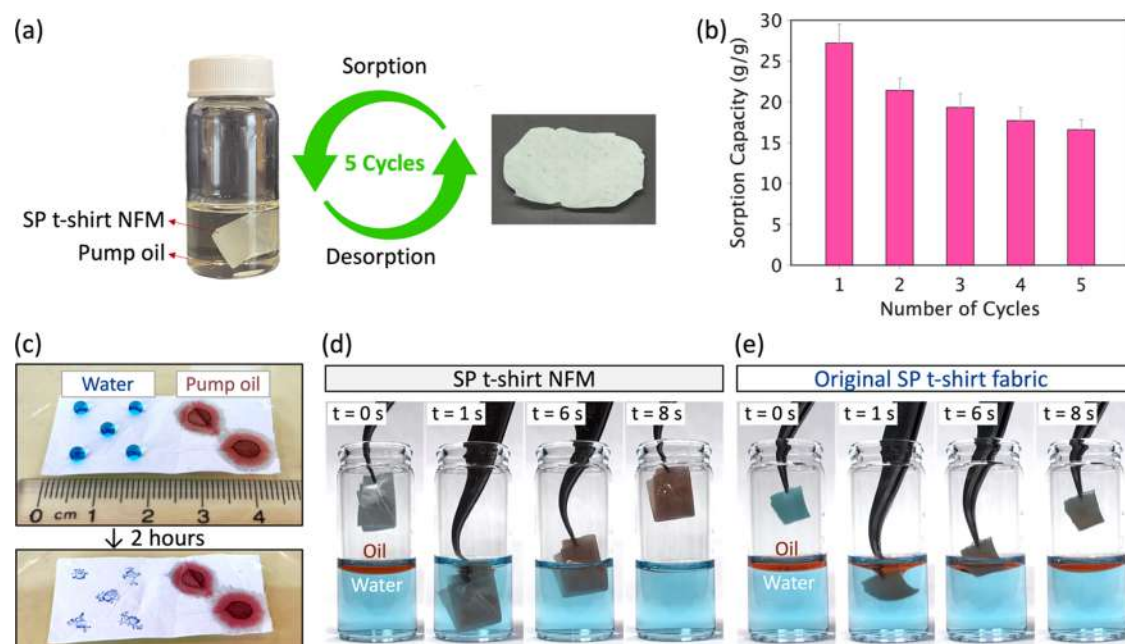 (a)
Sorption
5 Cycles
Desorption
SP t-shirt NFM
Pump oil
(b)
Sorption Capacity (g/g)
30
25
20
15
10
5
0
1 2 3 4 5
Number of Cycles
(c)
Water Pump oil
0 cm 1 2 3 4
↓ 2 hours
(d)
SP t-shirt NFM
t = 0 s t = 1 s t = 6 s t = 8 s
Oil
Water
(e)
Original SP t-shirt fabric
t = 0 s t = 1 s t = 6 s t = 8 s
Oil
Water